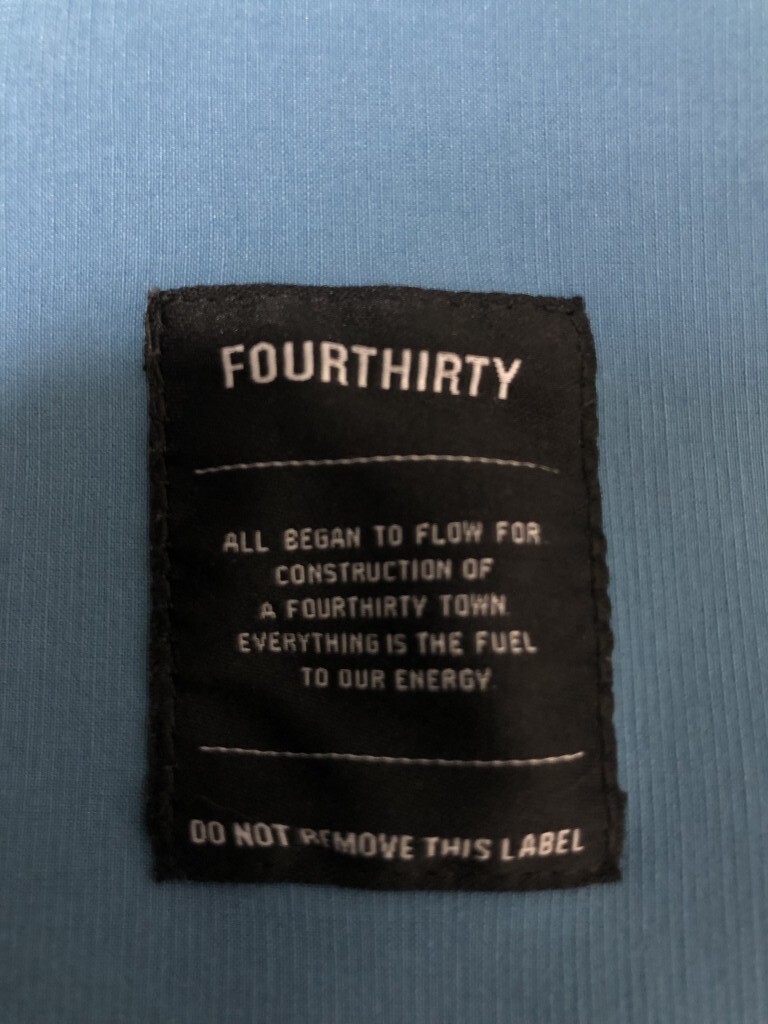 FOURTHIRTY
ALL BEGAN TO FLOW FOR
CONSTRUCTION OF
A FOURTHIRTY TOWN.
EVERYTHING IS THE FUEL
TO OUR ENERGY.
DO NOT REMOVE THIS LABEL